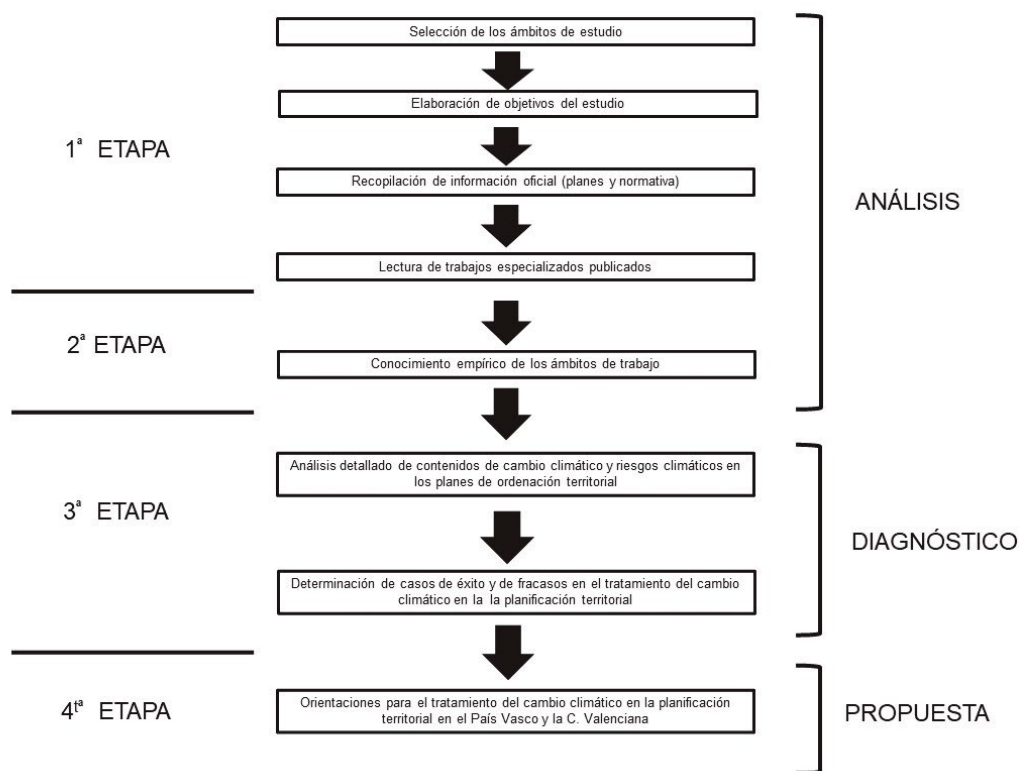 Selección de los ámbitos de estudio
Elaboración de objetivos del estudio
1ª ETAPA
Recopilación de información oficial (planes y normativa)
ANÁLISIS
Lectura de trabajos especializados publicados
2ª ETAPA
Conocimiento empírico de los ámbitos de trabajo
Análisis detallado de contenidos de cambio climático y riesgos climáticos en
los planes de ordenación territorial
3ª ETAPA
DIAGNÓSTICO
Determinación de casos de éxito y de fracasos en el tratamiento del cambio
climático en la la planificación territorial
4tª ETAPA
Orientaciones para el tratamiento del cambio climático en la planificación
territorial en el País Vasco y la C. Valenciana
PROPUESTA